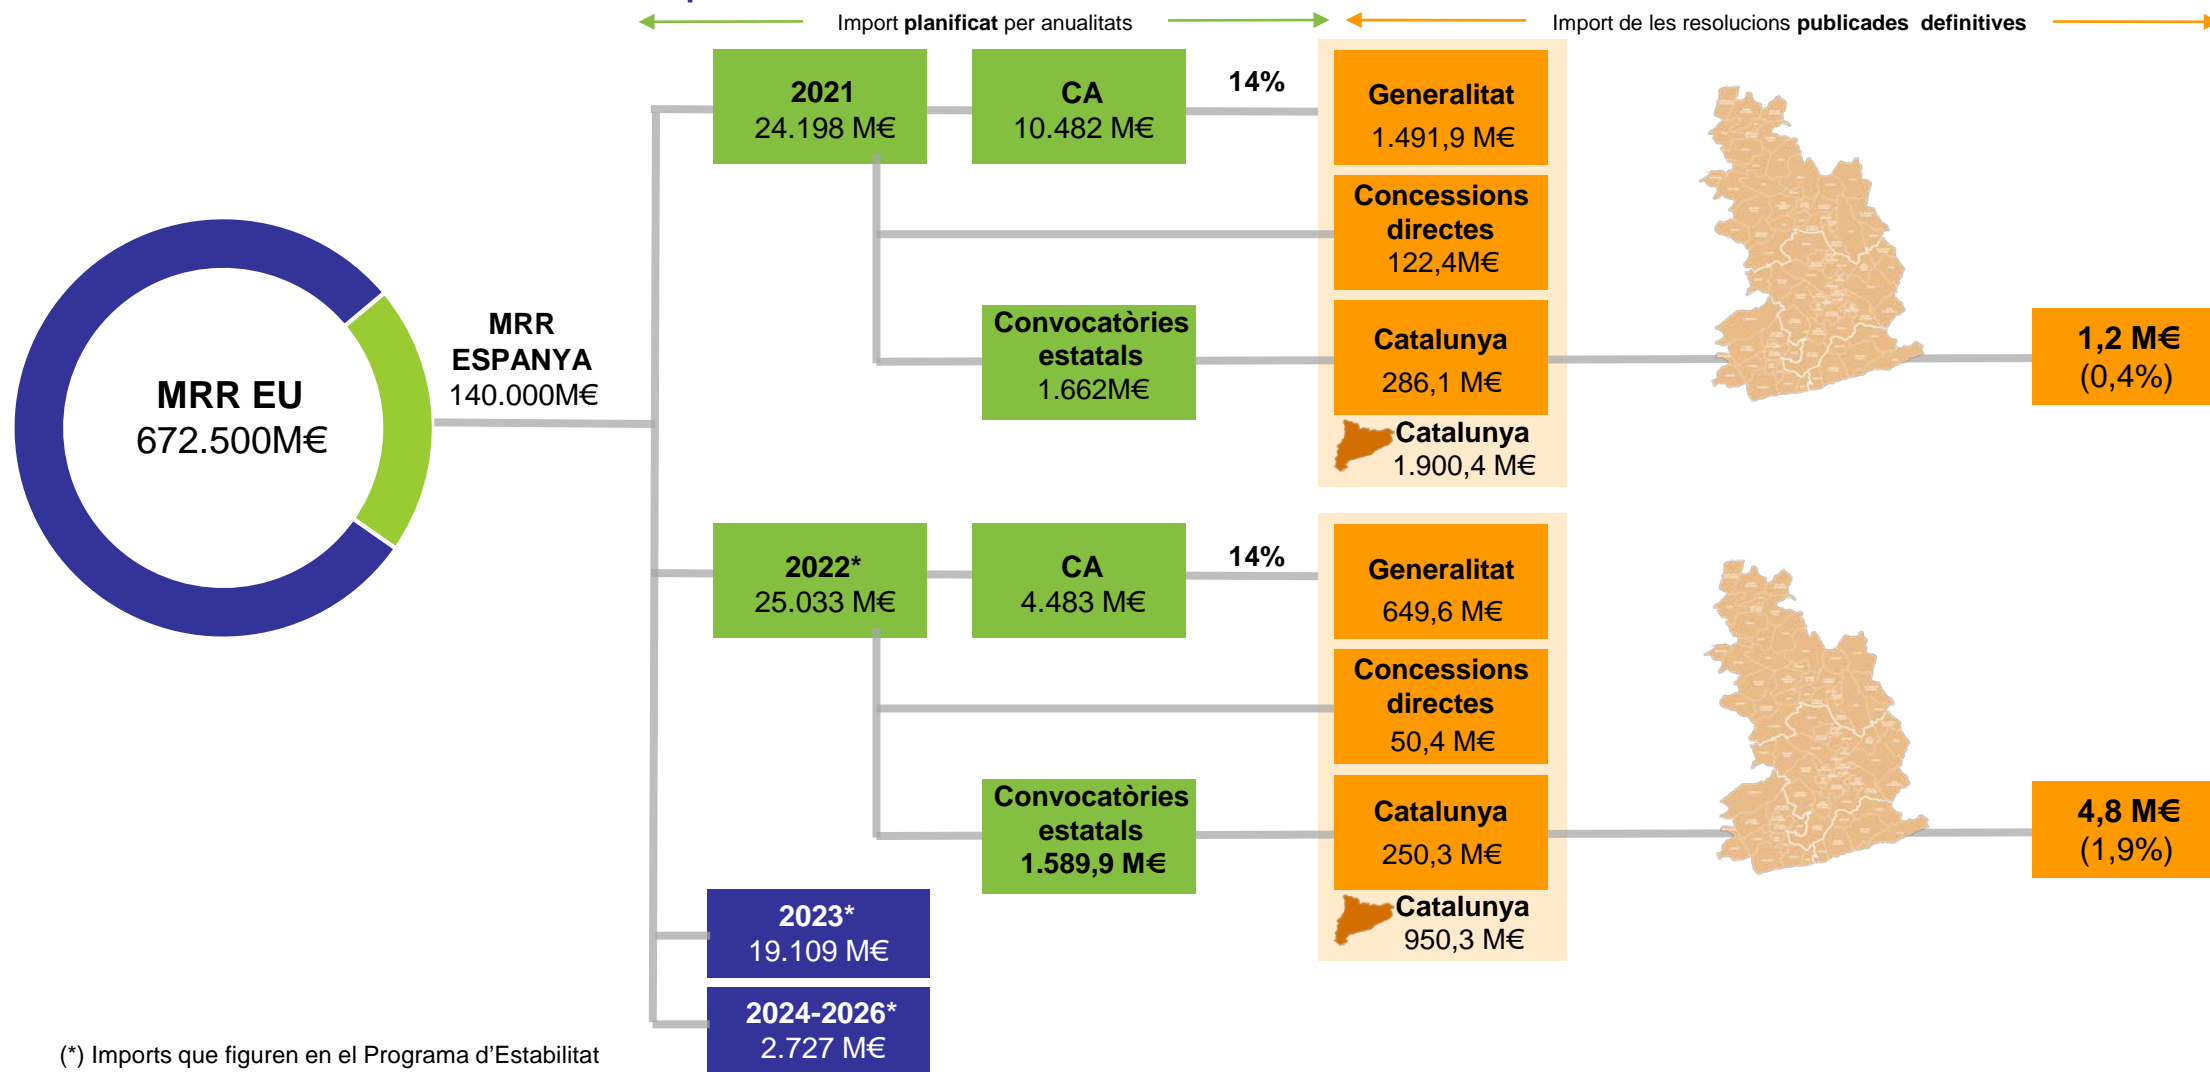 Import planificat per anualitats
Import de les resolucions publicades definitives
MRR EU
672.500M€
MRR
ESPANYA
140.000M€
2021
24.198 M€
CA
10.482 M€
14%
Generalitat
1.491,9 M€
Concessions
directes
122,4M€
Convocatòries
estatals
1.662M€
Catalunya
286,1 M€
Catalunya
1.900,4 M€
1,2 M€
(0,4%)
2022*
25.033 M€
CA
4.483 M€
14%
Generalitat
649,6 M€
Concessions
directes
50,4 M€
Convocatòries
estatals
1.589,9 M€
Catalunya
250,3 M€
Catalunya
950,3 M€
4,8 M€
(1,9%)
2023*
19.109 M€
2024-2026*
2.727 M€
(*) Imports que figuren en el Programa d’Estabilitat